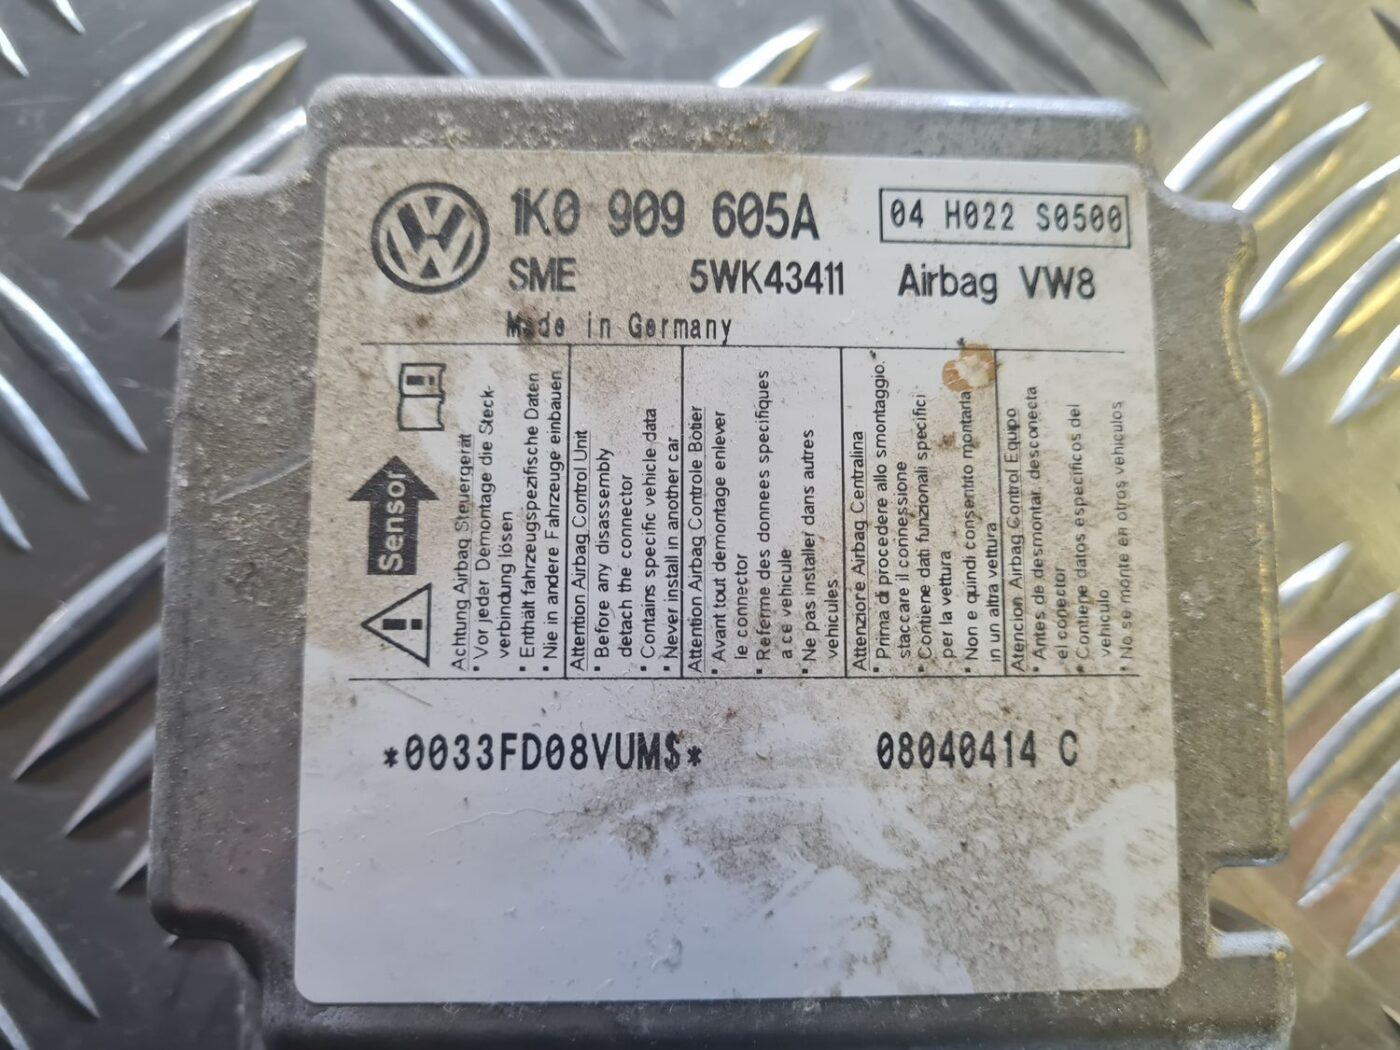 1K0 909 605A
04 H022 S0500
SME 5WK43411 Airbag VW8
Made in Germany
Sensor
Achtung Airbag Steuergerät
• Vor jeder Demontage die Steck-
verbindung lösen
• Enthält fahrzeugspezifische Daten
• Nie in andere Fahrzeuge einbauen
Attention Airbag Control Unit
• Before any disassembly
detach the connector
• Contains specific vehicle data
• Never install in another car
Attention Airbag Controle Botier
• Avant tout demontage enlever
le connector
• Referme des donnees specifiques
a ce vehicule
• Ne pas installer dans autres
vehicules
Attenzione Airbag Centralina
• Prima di procedere allo smontaggio.
staccare il connessione
• Contiene dati funzionali specifici
per la vettura
• Non e quindi consentito montarla
in un altra vettura
Atencion Airbag Control Equipo
• Antes de desmontar, desconecta
el conector
• Contiene datos especificos del
vehiculo
• No se monte en otros vehiculos
*0033FD08VUMS* 08040414 C